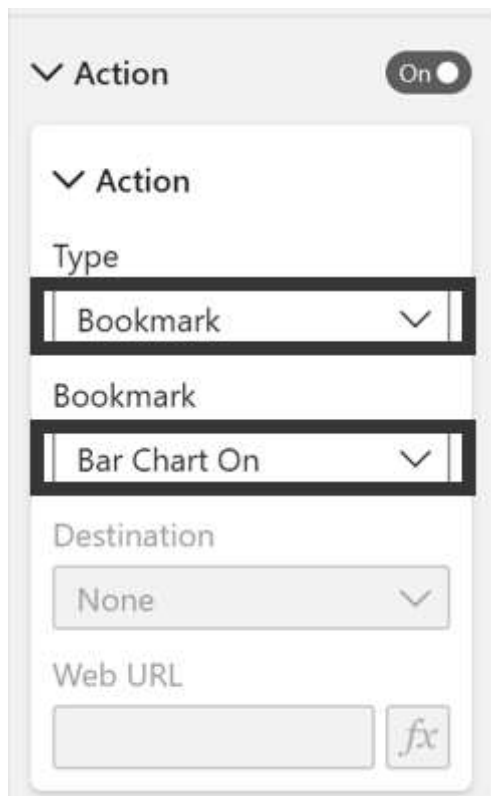 Action On
Action
Type
Bookmark
Bookmark
Bar Chart On
Destination
None
Web URL
fx